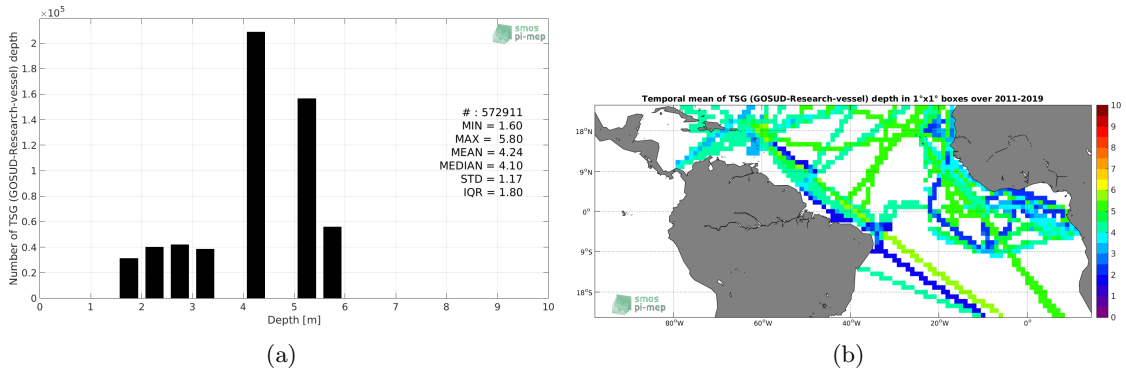 ×10⁵
2
1.8
1.6
1.4
1.2
1
0.8
0.6
0.4
0.2
0
Number of TSG (GOSUD-Research-vessel) depth
smos
pi-mep
# : 572911
MIN = 1.60
MAX = 5.80
MEAN = 4.24
MEDIAN = 4.10
STD = 1.17
IQR = 1.80
0 1 2 3 4 5 6 7 8 9 10
Depth [m]
(a)
Temporal mean of TSG (GOSUD-Research-vessel) depth in 1°x1° boxes over 2011-2019
18°N
9°N
0°
9°S
18°S
80°W 60°W 40°W 20°W 0°
smos
pi-mep
10
9
8
7
6
5
4
3
2
1
0
(b)